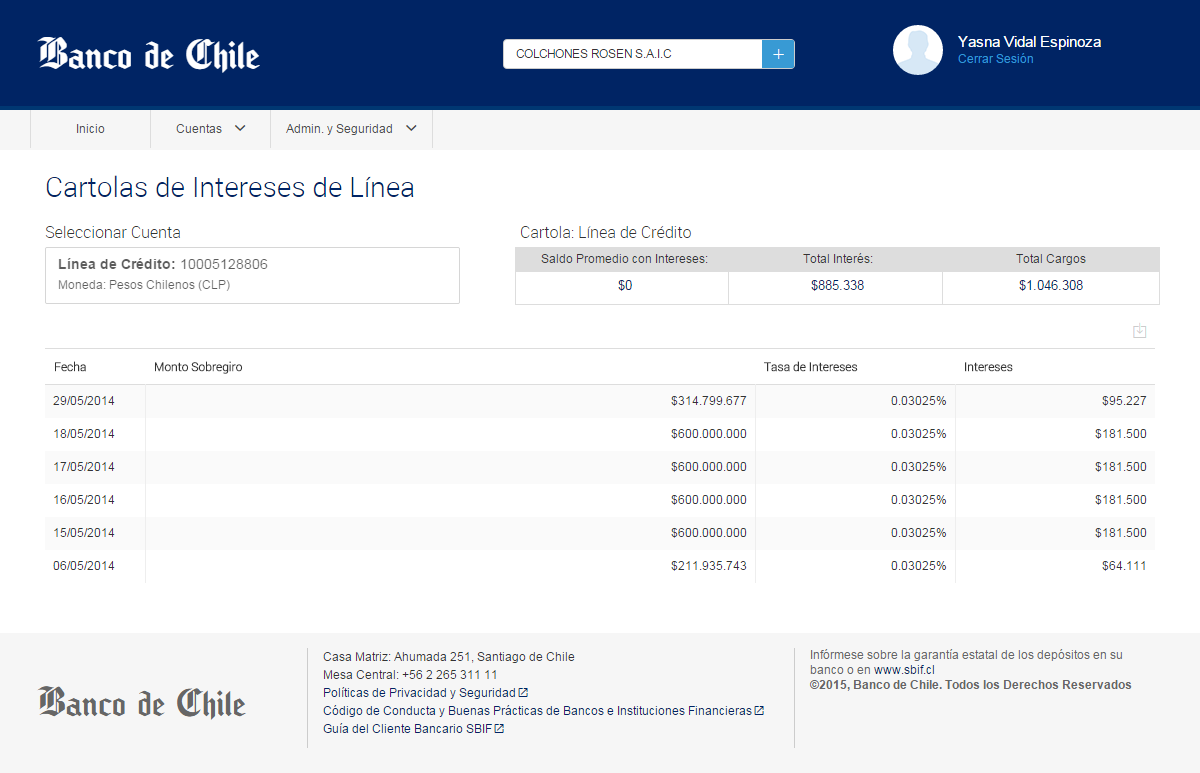 Banco de Chile
COLCHONES ROSEN S.A.I.C
+
Yasna Vidal Espinoza
Cerrar Sesión
Inicio
Cuentas
Admin. y Seguridad
Cartolas de Intereses de Línea
Seleccionar Cuenta
Línea de Crédito: 10005128806
Moneda: Pesos Chilenos (CLP)
Cartola: Línea de Crédito
Saldo Promedio con Intereses: Total Interés: Total Cargos
$0 $885.338 $1.046.308
Fecha Monto Sobregiro Tasa de Intereses Intereses
29/05/2014 $314.799.677 0.03025% $95.227
18/05/2014 $600.000.000 0.03025% $181.500
17/05/2014 $600.000.000 0.03025% $181.500
16/05/2014 $600.000.000 0.03025% $181.500
15/05/2014 $600.000.000 0.03025% $181.500
06/05/2014 $211.935.743 0.03025% $64.111
Banco de Chile
Casa Matriz: Ahumada 251, Santiago de Chile
Mesa Central: +56 2 265 311 11
Políticas de Privacidad y Seguridad
Código de Conducta y Buenas Prácticas de Bancos e Instituciones Financieras
Guía del Cliente Bancario SBIF
Infórmese sobre la garantía estatal de los depósitos en su
banco o en www.sbif.cl
©2015, Banco de Chile. Todos los Derechos Reservados